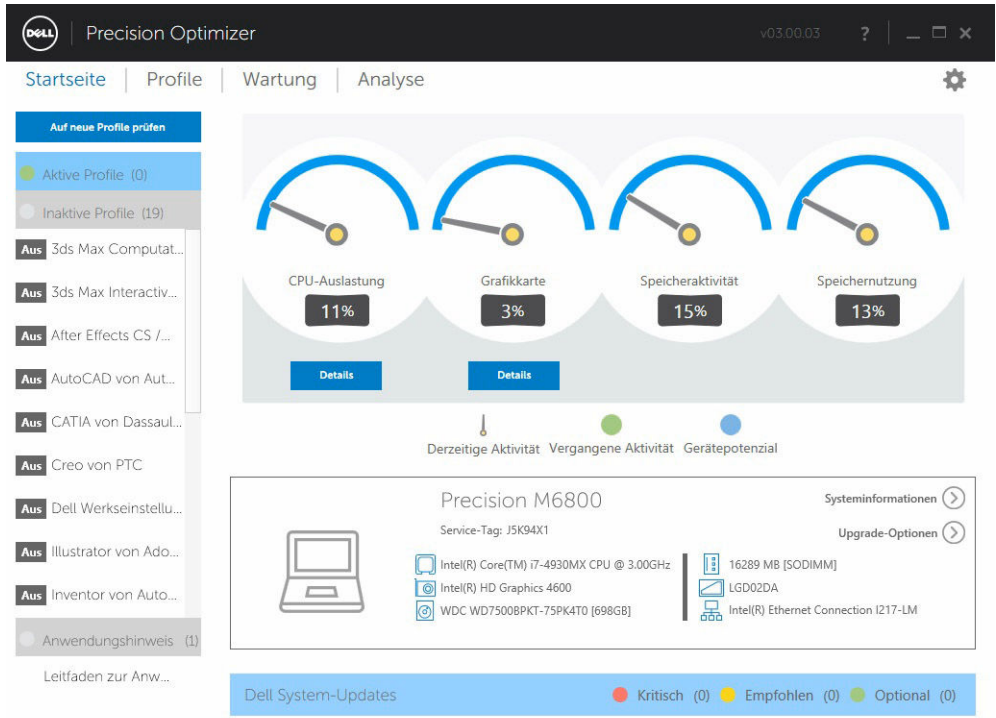 DELL Precision Optimizer v03.00.03 ?
Startseite Profile Wartung Analyse
Auf neue Profile prüfen
Aktive Profile (0)
Inaktive Profile (19)
Aus 3ds Max Computat...
Aus 3ds Max Interactiv...
Aus After Effects CS /...
Aus AutoCAD von Aut...
Aus CATIA von Dassaul...
Aus Creo von PTC
Aus Dell Werkseinstellu...
Aus Illustrator von Ado...
Aus Inventor von Auto...
Anwendungshinweis (1)
Leitfaden zur Anw...
CPU-Auslastung
11%
Details
Grafikkarte
3%
Details
Speicheraktivität
15%
Speichernutzung
13%
Derzeitige Aktivität Vergangene Aktivität Gerätepotenzial
Precision M6800
Service-Tag: J5K94X1
Systeminformationen
Upgrade-Optionen
Intel(R) Core(TM) i7-4930MX CPU @ 3.00GHz
Intel(R) HD Graphics 4600
WDC WD7500BPKT-75PK4T0 [698GB]
16289 MB [SODIMM]
LGD02DA
Intel(R) Ethernet Connection I217-LM
Dell System-Updates Kritisch (0) Empfohlen (0) Optional (0)